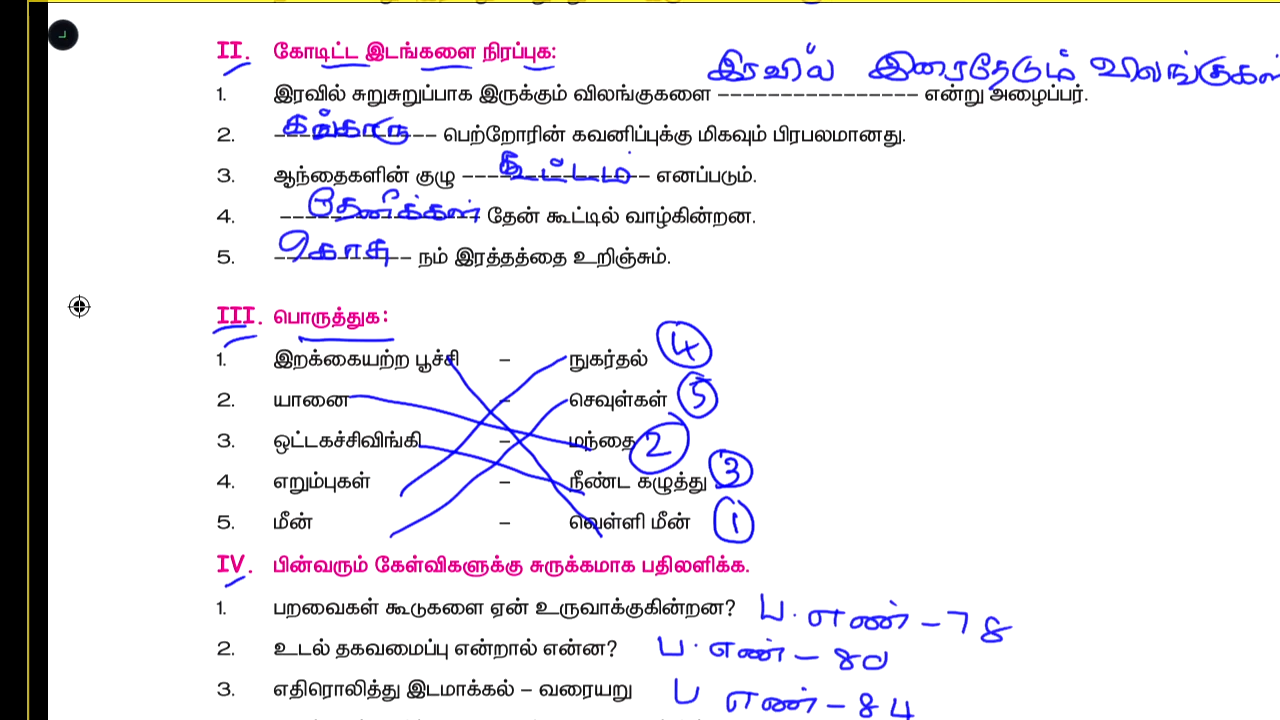 II. கோடிட்ட இடங்களை நிரப்புக:
இரவில் இரைதேடும் விலங்குகள்
1. இரவில் சுறுசுறுப்பாக இருக்கும் விலங்குகளை ---------------- என்று அழைப்பர்.
2. கங்காரு பெற்றோரின் கவனிப்புக்கு மிகவும் பிரபலமானது.
3. ஆந்தைகளின் குழு கூட்டம் எனப்படும்.
4. தேனீக்கள் தேன் கூட்டில் வாழ்கின்றன.
5. கொசு நம் இரத்தத்தை உறிஞ்சும்.
III. பொருத்துக:
1. இறக்கையற்ற பூச்சி – நுகர்தல் 4
2. யானை – செவுள்கள் 5
3. ஒட்டகச்சிவிங்கி – மந்தை 2
4. எறும்புகள் – நீண்ட கழுத்து 3
5. மீன் – வெள்ளி மீன் 1
IV. பின்வரும் கேள்விகளுக்கு சுருக்கமாக பதிலளிக்க.
1. பறவைகள் கூடுகளை ஏன் உருவாக்குகின்றன? ப. எண் – 78
2. உடல் தகவமைப்பு என்றால் என்ன? ப. எண் – 80
3. எதிரொலித்து இடமாக்கல் – வரையறு ப எண் – 84